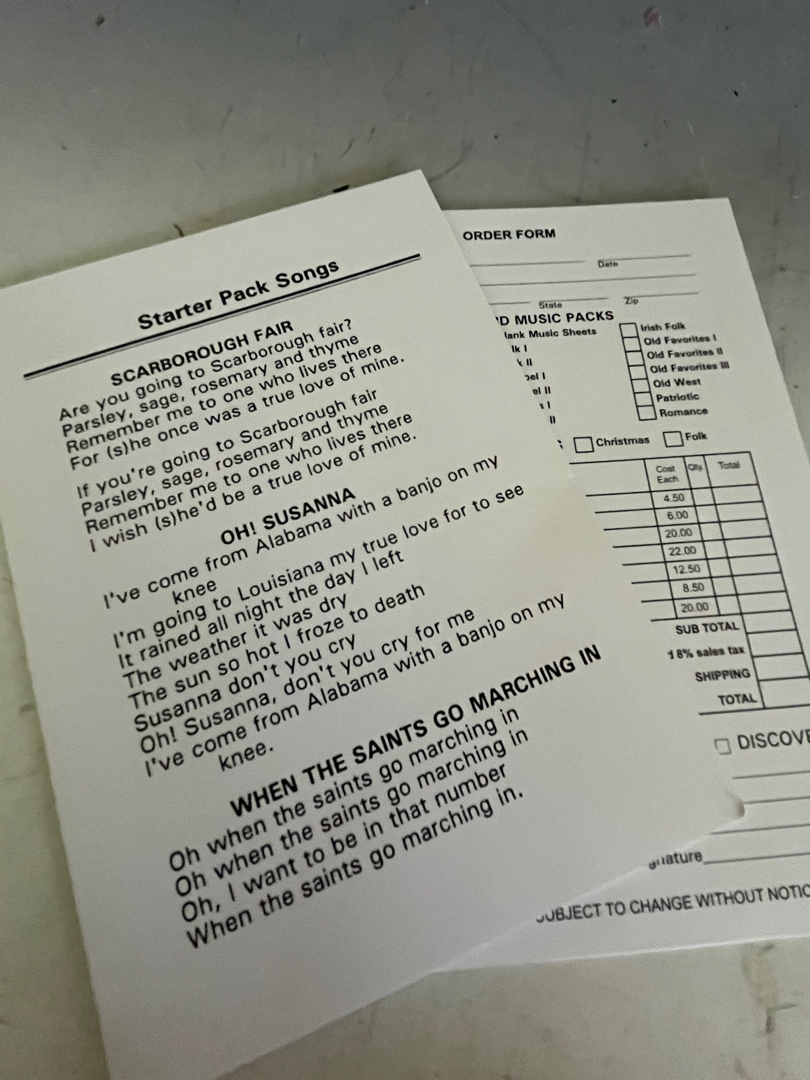 Starter Pack Songs
SCARBOROUGH FAIR
Are you going to Scarborough fair?
Parsley, sage, rosemary and thyme
Remember me to one who lives there
For (s)he once was a true love of mine.
If you're going to Scarborough fair
Parsley, sage, rosemary and thyme
Remember me to one who lives there
I wish (s)he'd be a true love of mine.
OH! SUSANNA
I've come from Alabama with a banjo on my
knee
I'm going to Louisiana my true love for to see
It rained all night the day I left
The weather it was dry
The sun so hot I froze to death
Susanna don't you cry
Oh! Susanna, don't you cry for me
I've come from Alabama with a banjo on my
knee.
WHEN THE SAINTS GO MARCHING IN
Oh when the saints go marching in
Oh when the saints go marching in
Oh, I want to be in that number
When the saints go marching in.
ORDER FORM
Date
State Zip
MUSIC PACKS
Music Sheets
I
II
I
II
I
II
Irish Folk
Old Favorites I
Old Favorites II
Old Favorites III
Old West
Patriotic
Romance
Christmas Folk
Cost Each Qty. Total
4.50
6.00
20.00
22.00
12.50
8.50
20.00
SUB TOTAL
8% sales tax
SHIPPING
TOTAL
TO CHANGE WITHOUT